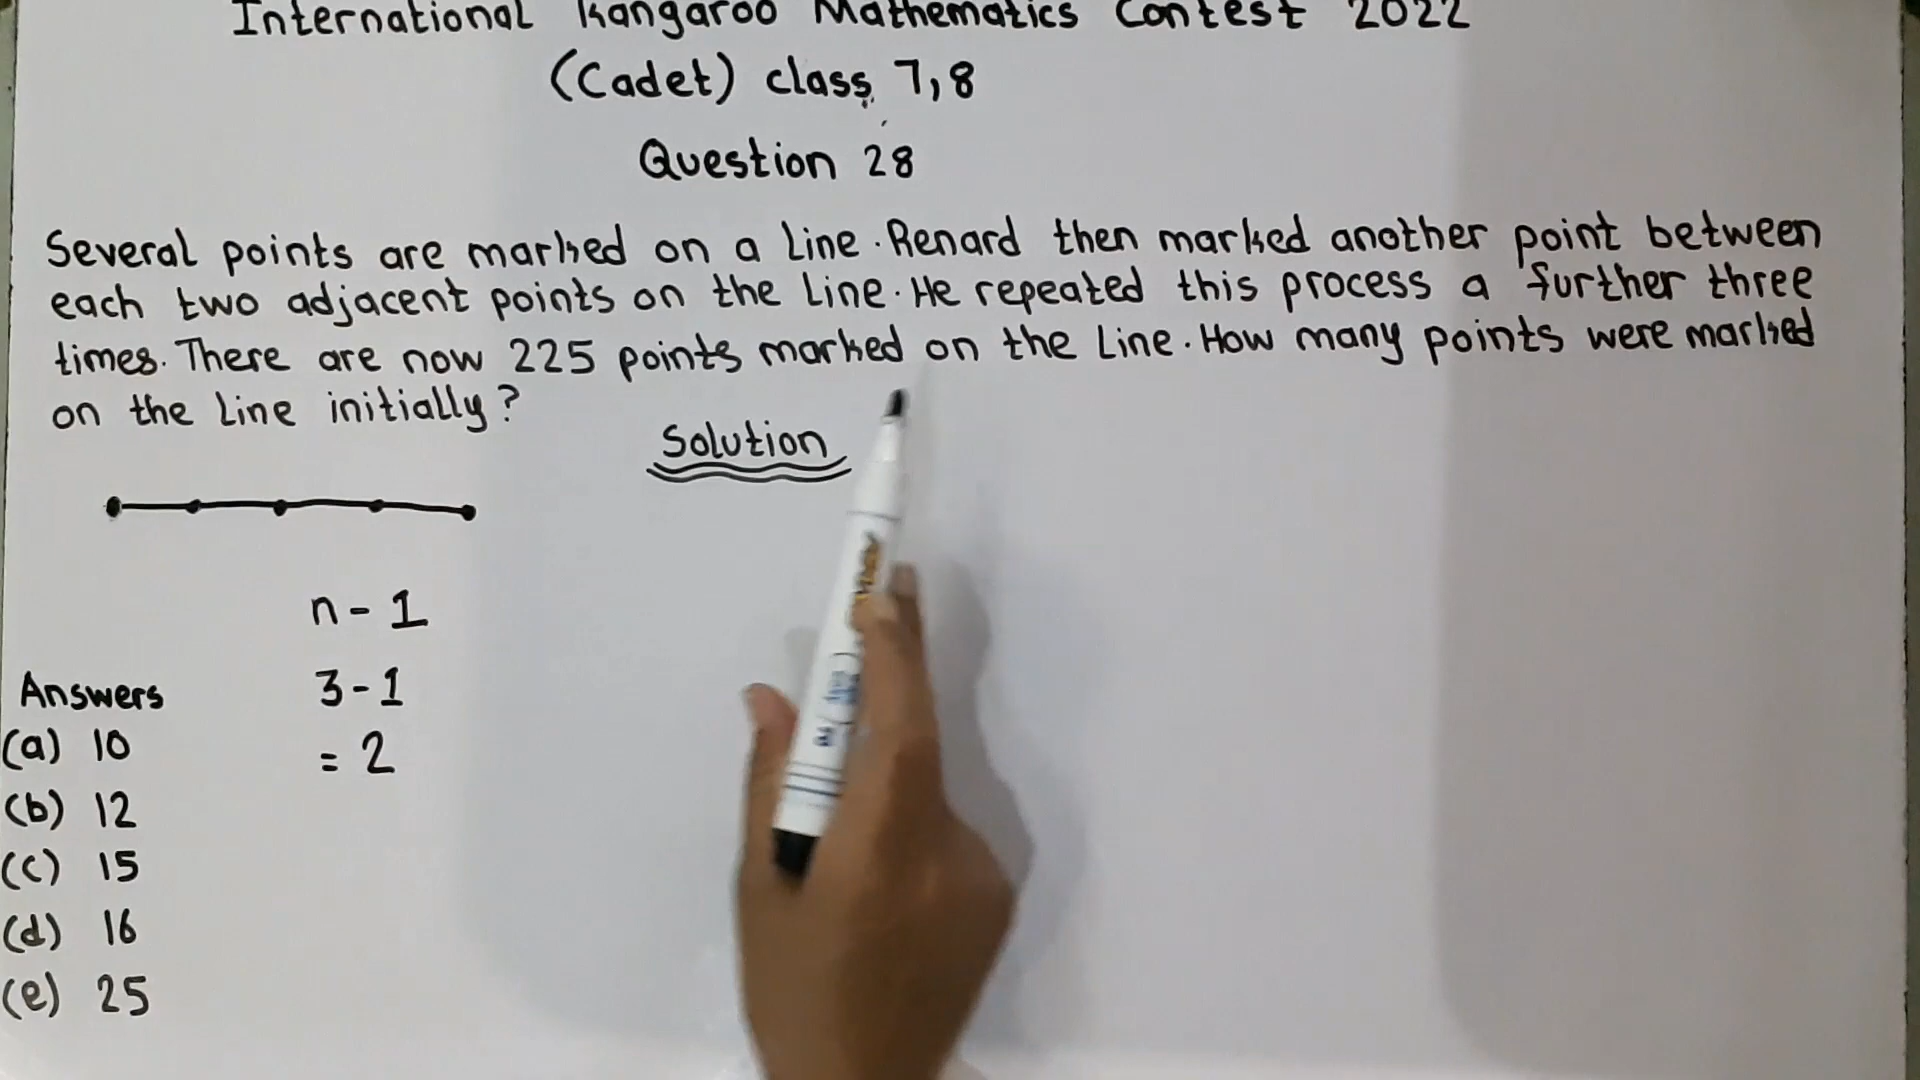 International Kangaroo Mathematics Contest 2022
(Cadet) class 7,8
Question 28
Several points are marked on a line. Renard then marked another point between
each two adjacent points on the line. He repeated this process a further three
times. There are now 225 points marked on the line. How many points were marked
on the line initially?
Solution
n - 1
3 - 1
= 2
Answers
(a) 10
(b) 12
(c) 15
(d) 16
(e) 25